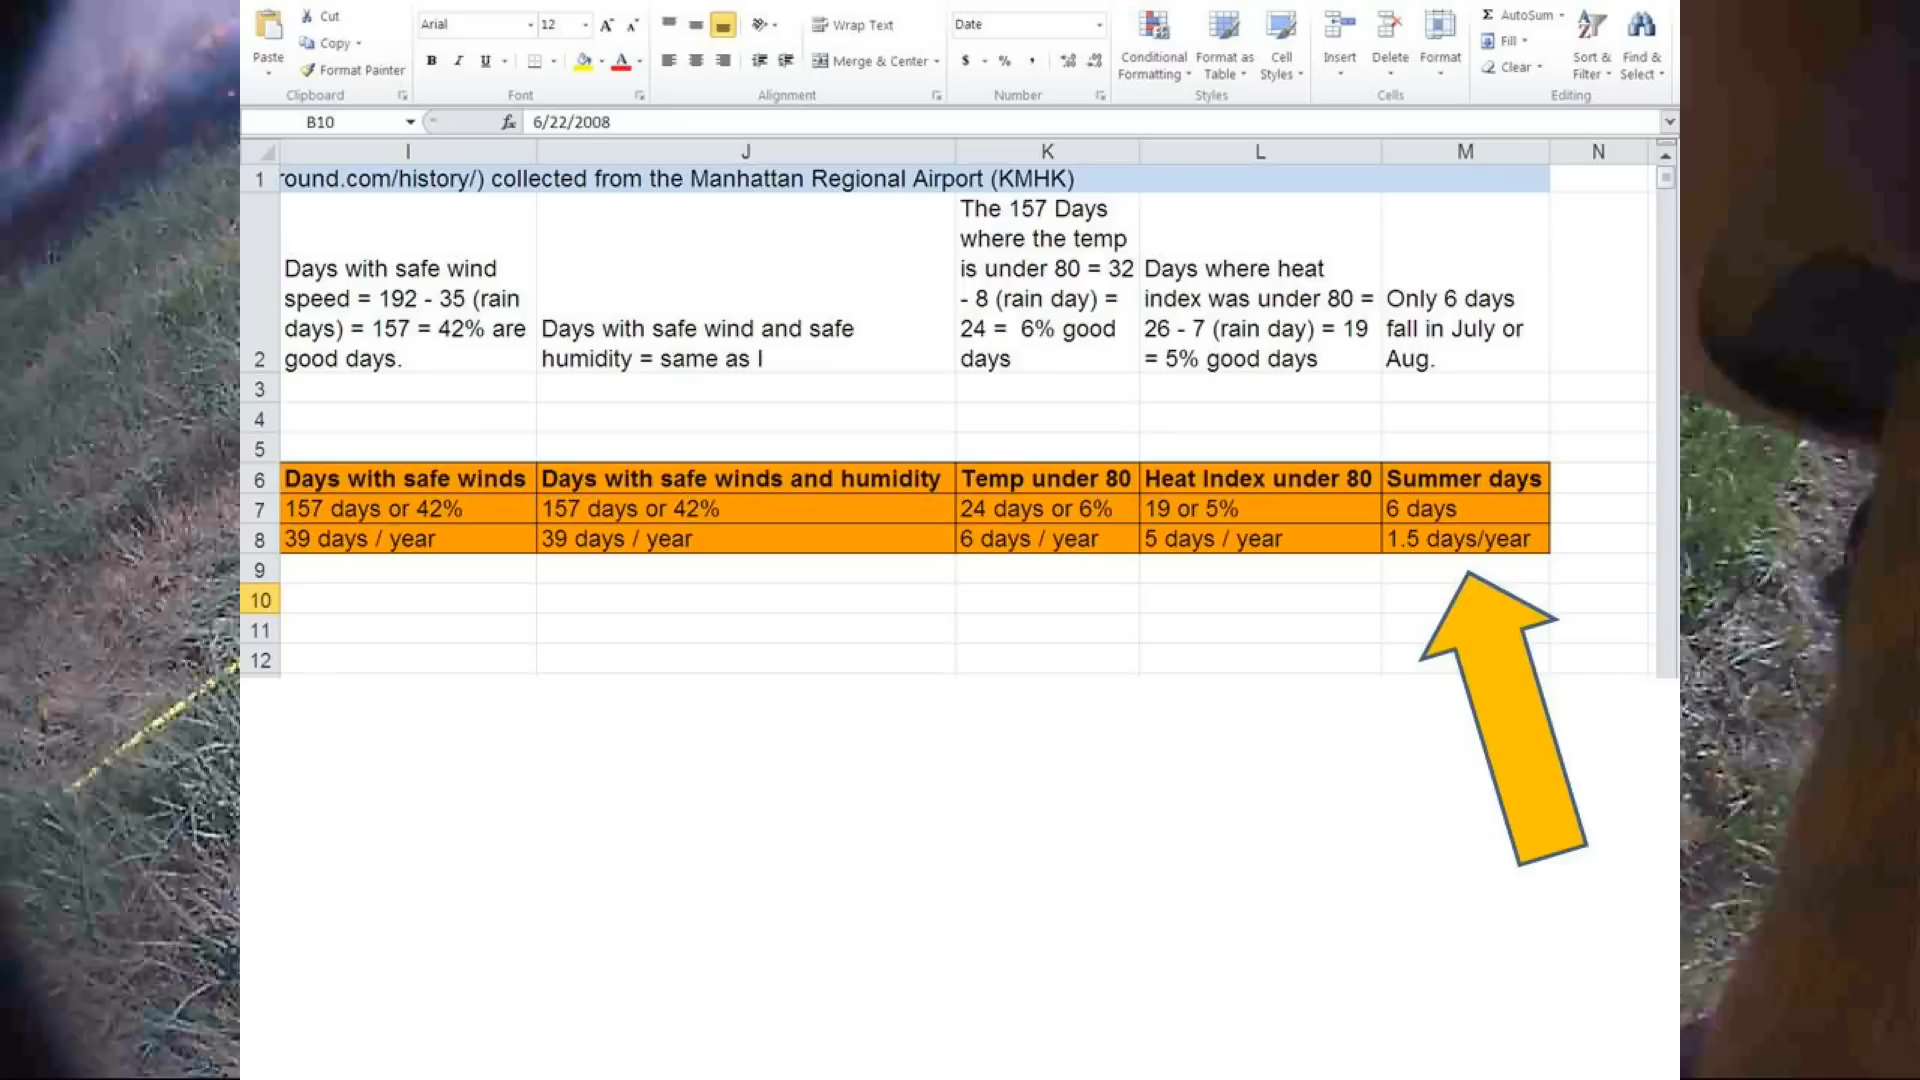 Cut
Copy
Format Painter
Paste
Clipboard
Arial
12
B I U
A
Font
Wrap Text
Merge & Center
Alignment
Date
$ % ,
Number
Conditional Formatting
Format as Table
Cell Styles
Styles
Insert
Delete
Format
Cells
Σ AutoSum
Fill
Clear
Sort & Filter
Find & Select
Editing
B10
fx 6/22/2008
I J K L M N
1 round.com/history/) collected from the Manhattan Regional Airport (KMHK)
2
Days with safe wind
speed = 192 - 35 (rain
days) = 157 = 42% are
good days.
Days with safe wind and safe
humidity = same as I
The 157 Days
where the temp
is under 80 = 32
- 8 (rain day) =
24 = 6% good
days
Days where heat
index was under 80 =
26 - 7 (rain day) = 19
= 5% good days
Only 6 days
fall in July or
Aug.
3
4
5
6 Days with safe winds Days with safe winds and humidity Temp under 80 Heat Index under 80 Summer days
7 157 days or 42% 157 days or 42% 24 days or 6% 19 or 5% 6 days
8 39 days / year 39 days / year 6 days / year 5 days / year 1.5 days/year
9
10
11
12